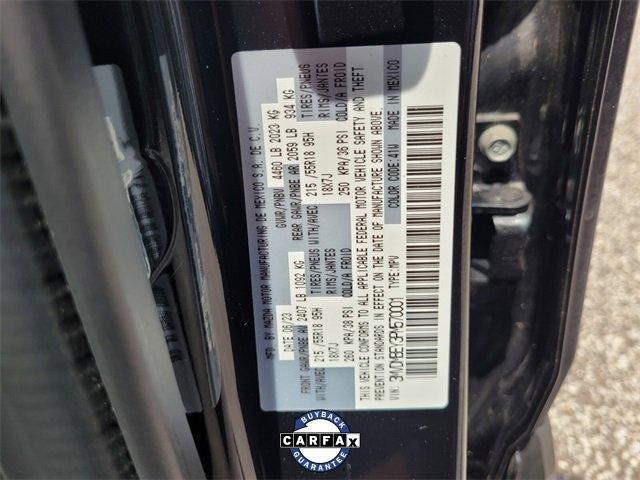 MFD BY MAZDA MOTOR MANUFACTURING DE MEXICO S.A. DE C.V.
DATE 06/23 GVWR/PNBV 4460 LB 2023 KG
FRONT GAWR/PNBE AV 2407 LB 1092 KG REAR GAWR/PNBE AR 2059 LB 934 KG
WITH/AVEC 215 /55R18 95H TIRES/PNEUS WITH/AVEC 215 /55R18 95H TIRES/PNEUS
18X7J RIMS/JANTES 18X7J RIMS/JANTES
260 KPA/38 PSI COLD/A FROID 250 KPA/36 PSI COLD/A FROID
THIS VEHICLE CONFORMS TO ALL APPLICABLE FEDERAL MOTOR VEHICLE SAFETY AND THEFT
PREVENTION STANDARDS IN EFFECT ON THE DATE OF MANUFACTURE SHOWN ABOVE.
VIN: TYPE:MPV COLOR CODE:41W MADE IN MEXICO
BUYBACK
CARFAX
GUARANTEE